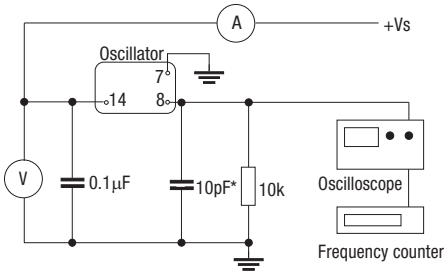 A
+Vs
Oscillator
7
14
8
V
0.1µF
10pF*
10k
Oscilloscope
Frequency counter